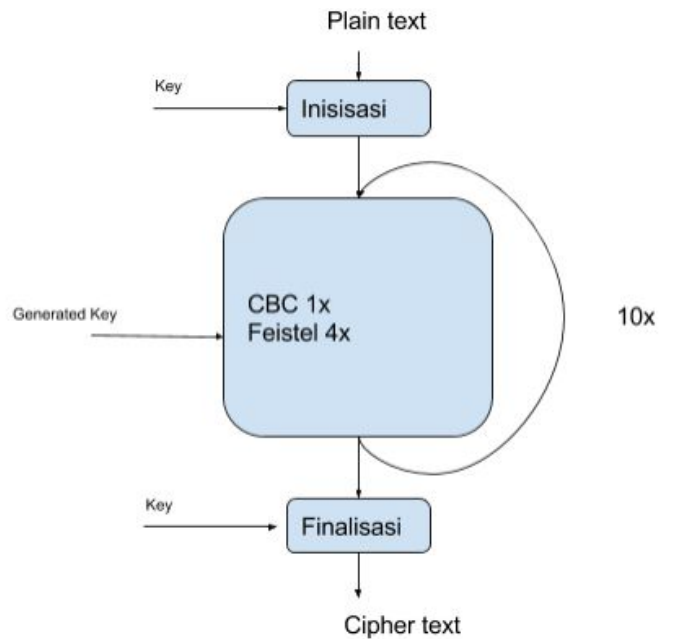 Plain text
Key
Inisisasi
CBC 1x
Feistel 4x
Generated Key
10x
Key
Finalisasi
Cipher text